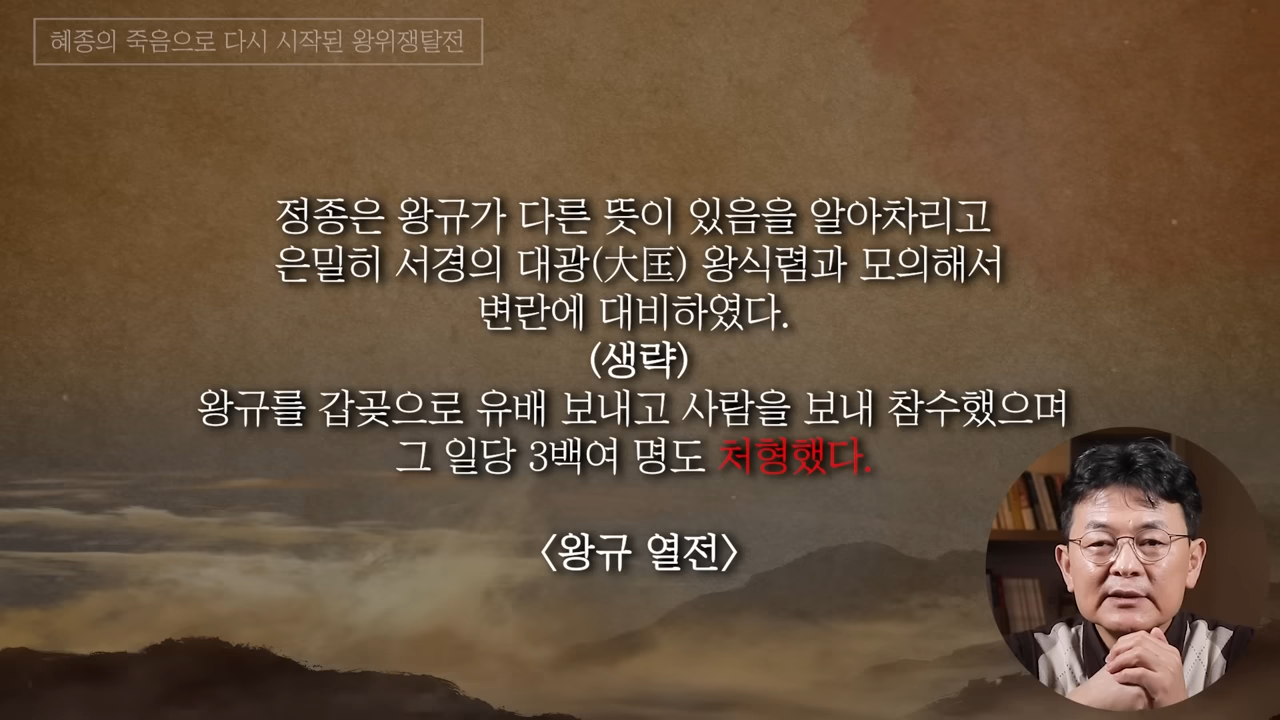 혜종의 죽음으로 다시 시작된 왕위쟁탈전
정종은 왕규가 다른 뜻이 있음을 알아차리고
은밀히 서경의 대광(大匡) 왕식렴과 모의해서
변란에 대비하였다.
(생략)
왕규를 갑곶으로 유배 보내고 사람을 보내 참수했으며
그 일당 3백여 명도 처형했다.
〈왕규 열전〉